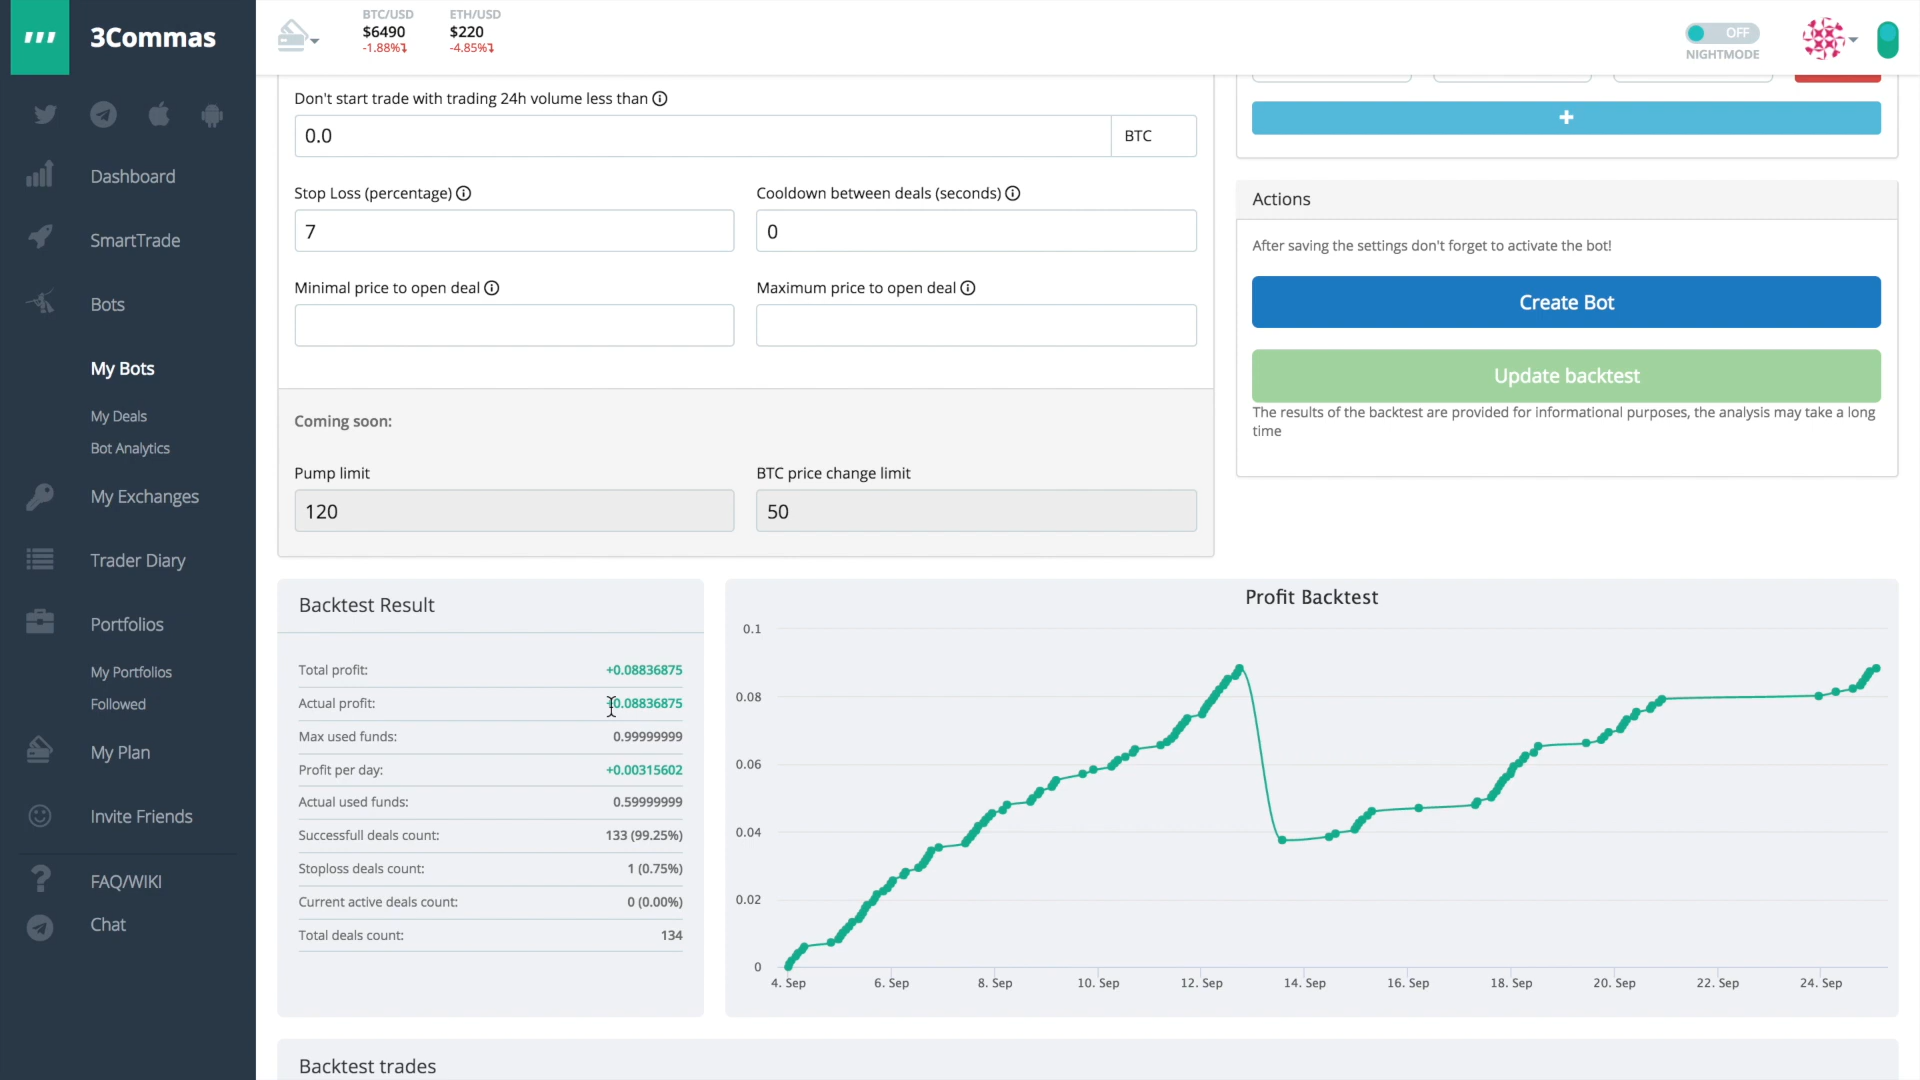 3Commas
BTC/USD
$6490
-1.88%
ETH/USD
$220
-4.85%
OFF
NIGHTMODE
Dashboard
SmartTrade
Bots
My Bots
My Deals
Bot Analytics
My Exchanges
Trader Diary
Portfolios
My Portfolios
Followed
My Plan
Invite Friends
FAQ/WIKI
Chat
Don't start trade with trading 24h volume less than
0.0
BTC
Stop Loss (percentage)
7
Cooldown between deals (seconds)
0
Minimal price to open deal
Maximum price to open deal
Coming soon:
Pump limit
120
BTC price change limit
50
+
Actions
After saving the settings don't forget to activate the bot!
Create Bot
Update backtest
The results of the backtest are provided for informational purposes, the analysis may take a long
time
Backtest Result
Total profit: +0.08836875
Actual profit: +0.08836875
Max used funds: 0.99999999
Profit per day: +0.00315602
Actual used funds: 0.59999999
Successfull deals count: 133 (99.25%)
Stoploss deals count: 1 (0.75%)
Current active deals count: 0 (0.00%)
Total deals count: 134
Profit Backtest
0.1
0.08
0.06
0.04
0.02
0
4. Sep 6. Sep 8. Sep 10. Sep 12. Sep 14. Sep 16. Sep 18. Sep 20. Sep 22. Sep 24. Sep
Backtest trades